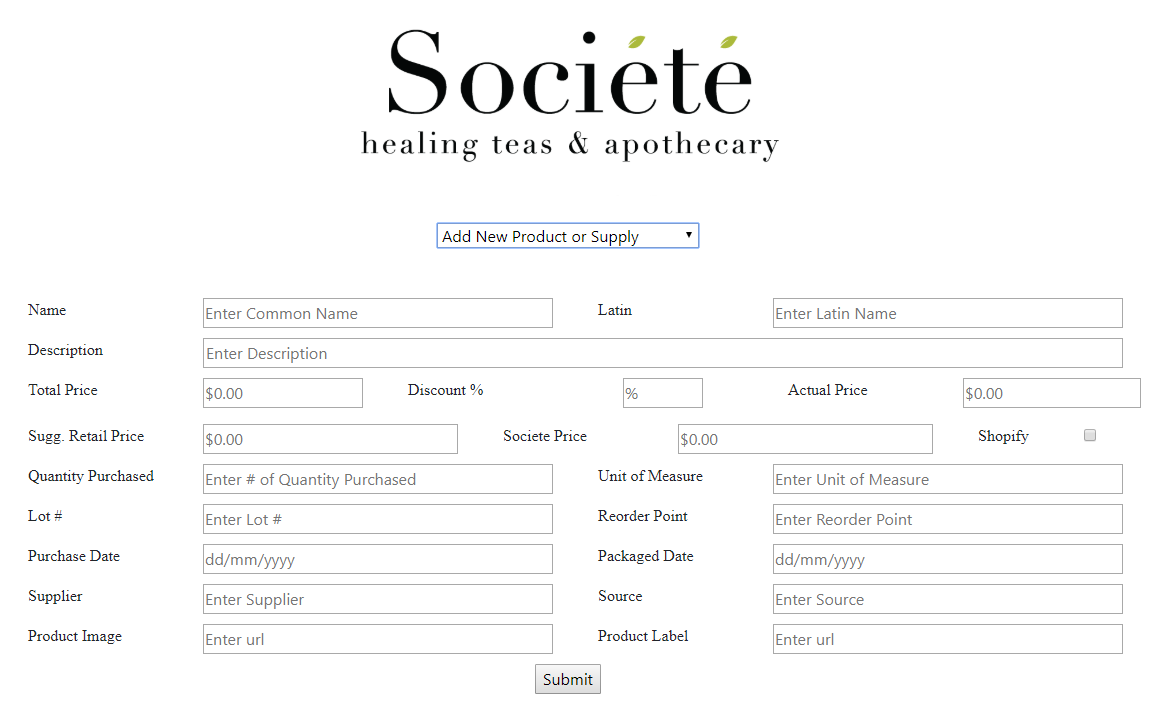 Société
healing teas & apothecary
Add New Product or Supply
Name Enter Common Name Latin Enter Latin Name
Description Enter Description
Total Price $0.00 Discount % % Actual Price $0.00
Sugg. Retail Price $0.00 Societe Price $0.00 Shopify
Quantity Purchased Enter # of Quantity Purchased Unit of Measure Enter Unit of Measure
Lot # Enter Lot # Reorder Point Enter Reorder Point
Purchase Date dd/mm/yyyy Packaged Date dd/mm/yyyy
Supplier Enter Supplier Source Enter Source
Product Image Enter url Product Label Enter url
Submit